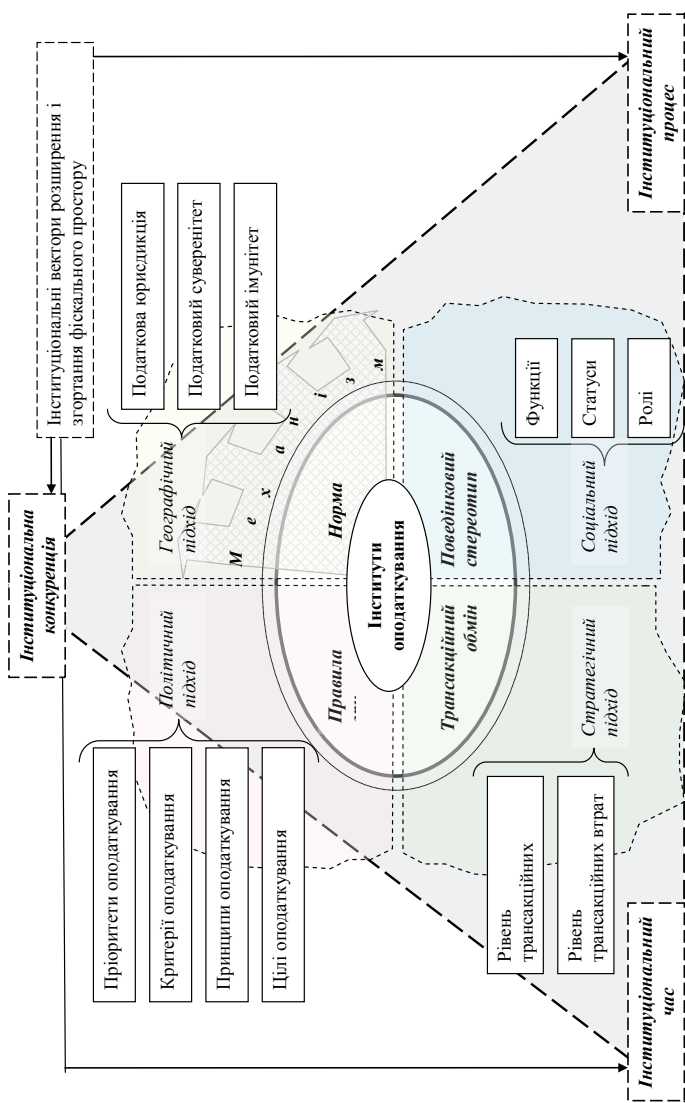 Інституціональна
конкуренція
Інституціональні вектори розширення і
згортання фіскального простору
Пріоритети оподаткування
Критерії оподаткування
Принципи оподаткування
Цілі оподаткування
Політичний
підхід
Географічний
підхід
Податкова юрисдикція
Податковий суверенітет
Податковий імунітет
Механізм
Правила
Норма
Інститути
оподаткування
Трансакційний
обмін
Поведінковий
стереотип
Рівень
трансакційних
Рівень
трансакційних втрат
Стратегічний
підхід
Соціальний
підхід
Функції
Статуси
Ролі
Інституціональний
час
Інституціональний
процес